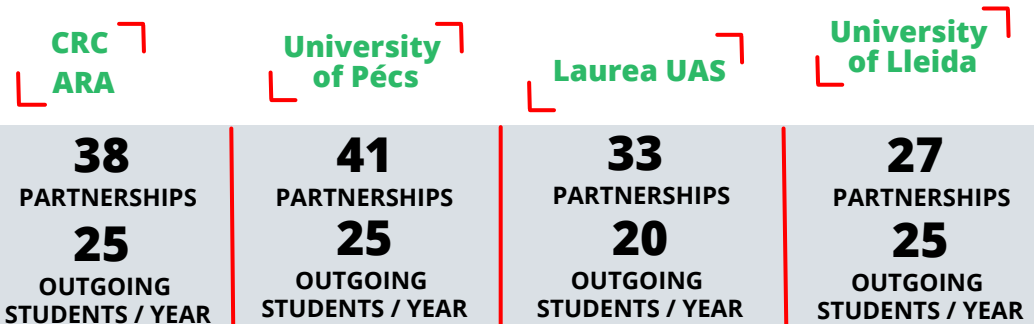 CRC
ARA
38
PARTNERSHIPS
25
OUTGOING
STUDENTS / YEAR
University
of Pécs
41
PARTNERSHIPS
25
OUTGOING
STUDENTS / YEAR
Laurea UAS
33
PARTNERSHIPS
20
OUTGOING
STUDENTS / YEAR
University
of Lleida
27
PARTNERSHIPS
25
OUTGOING
STUDENTS / YEAR